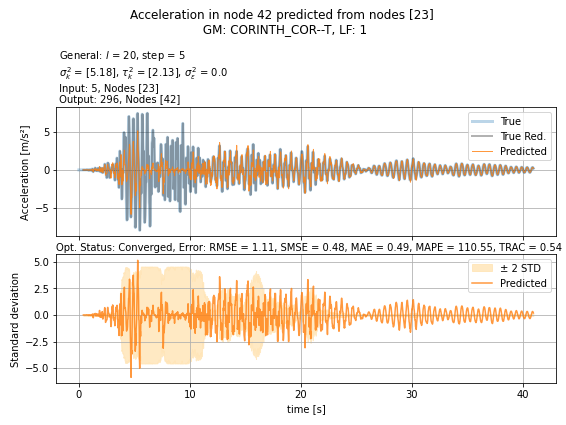 Acceleration in node 42 predicted from nodes [23]
GM: CORINTH_COR--T, LF: 1
General: l = 20, step = 5
σ²ₖ = [5.18], τ²ₖ = [2.13], σ²ₑ = 0.0
Input: 5, Nodes [23]
Output: 296, Nodes [42]
True
True Red.
Predicted
Acceleration [m/s²]
5
0
−5
Opt. Status: Converged, Error: RMSE = 1.11, SMSE = 0.48, MAE = 0.49, MAPE = 110.55, TRAC = 0.54
± 2 STD
Predicted
Standard deviation
5.0
2.5
0.0
−2.5
−5.0
0 10 20 30 40
time [s]